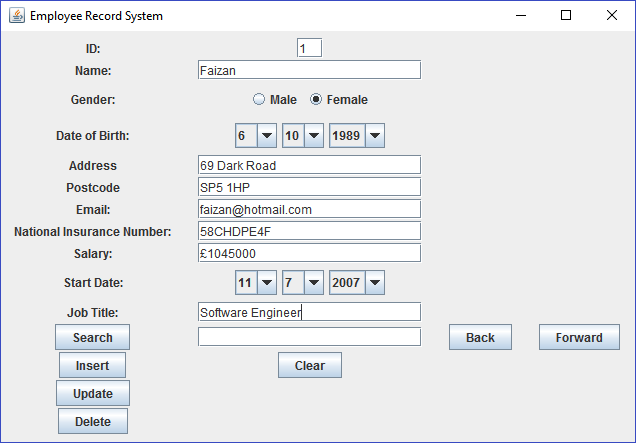 Employee Record System
ID: 1
Name: Faizan
Gender: Male Female
Date of Birth: 6 10 1989
Address 69 Dark Road
Postcode SP5 1HP
Email: faizan@hotmail.com
National Insurance Number: 58CHDPE4F
Salary: £1045000
Start Date: 11 7 2007
Job Title: Software Engineer
Search Back Forward
Insert Clear
Update
Delete